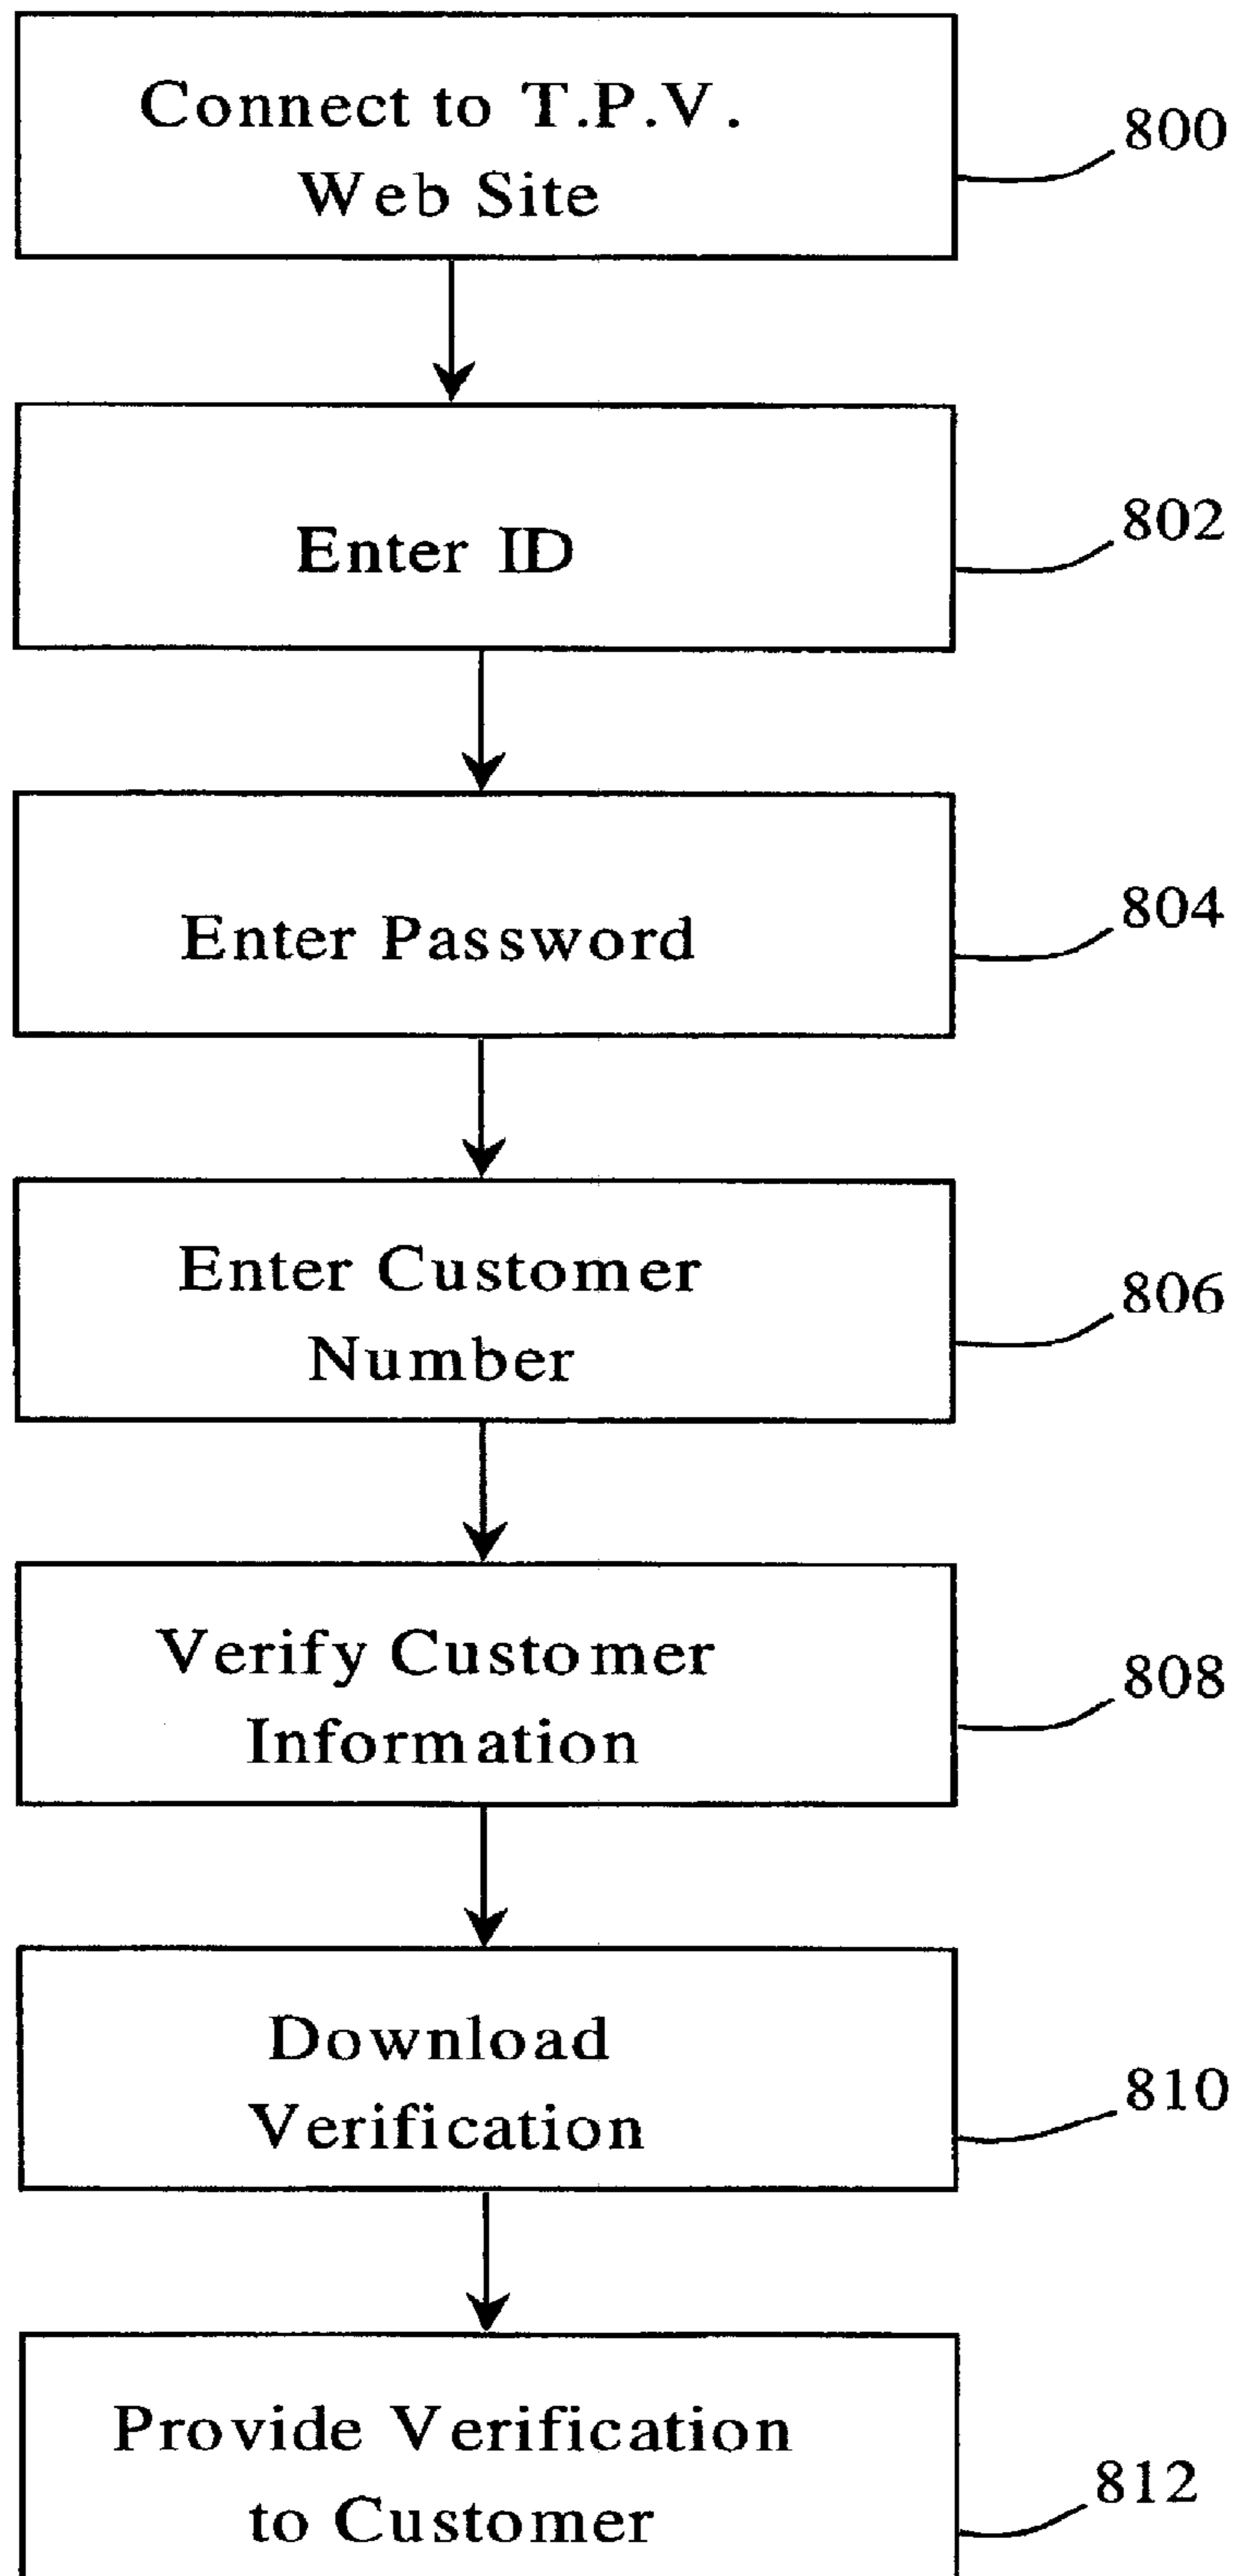 Connect to T.P.V.
Web Site
800
Enter ID
802
Enter Password
804
Enter Customer
Number
806
Verify Customer
Information
808
Download
Verification
810
Provide Verification
to Customer
812